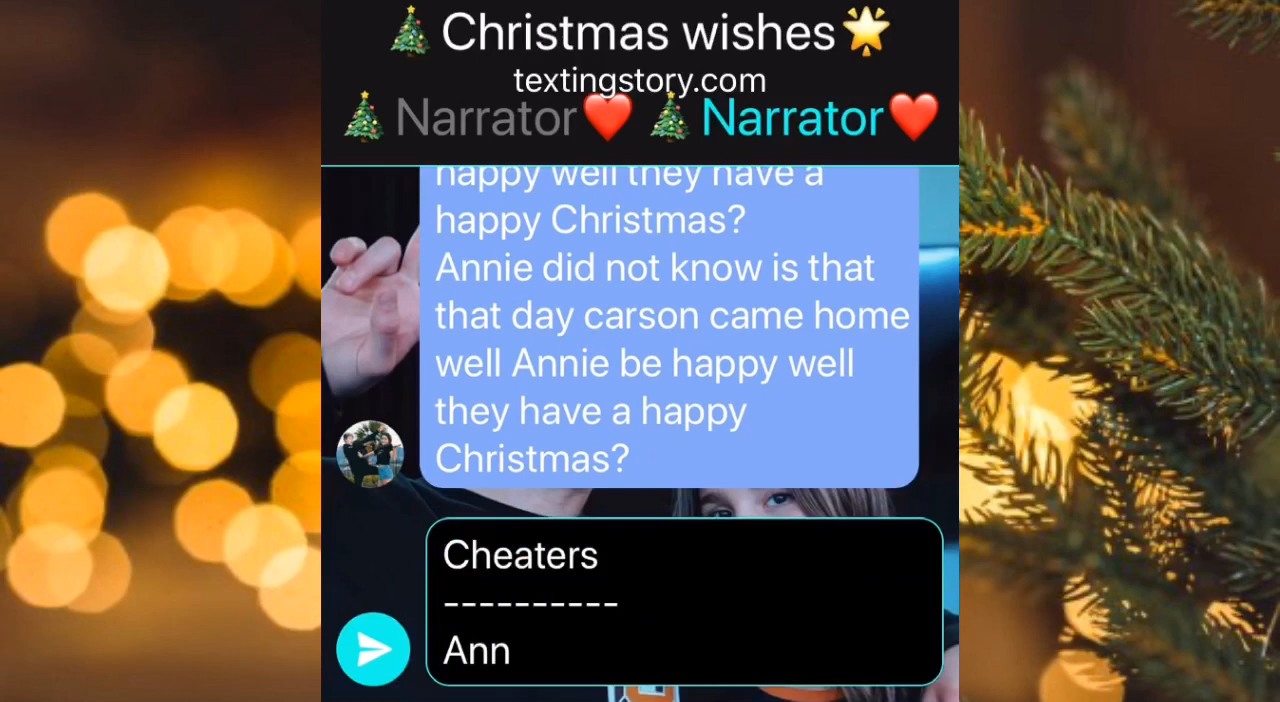 🎄Christmas wishes🌟
textingstory.com
🎄Narrator❤️ 🎄Narrator❤️
happy well they have a
happy Christmas?
Annie did not know is that
that day carson came home
well Annie be happy well
they have a happy
Christmas?
Cheaters
----------
Ann